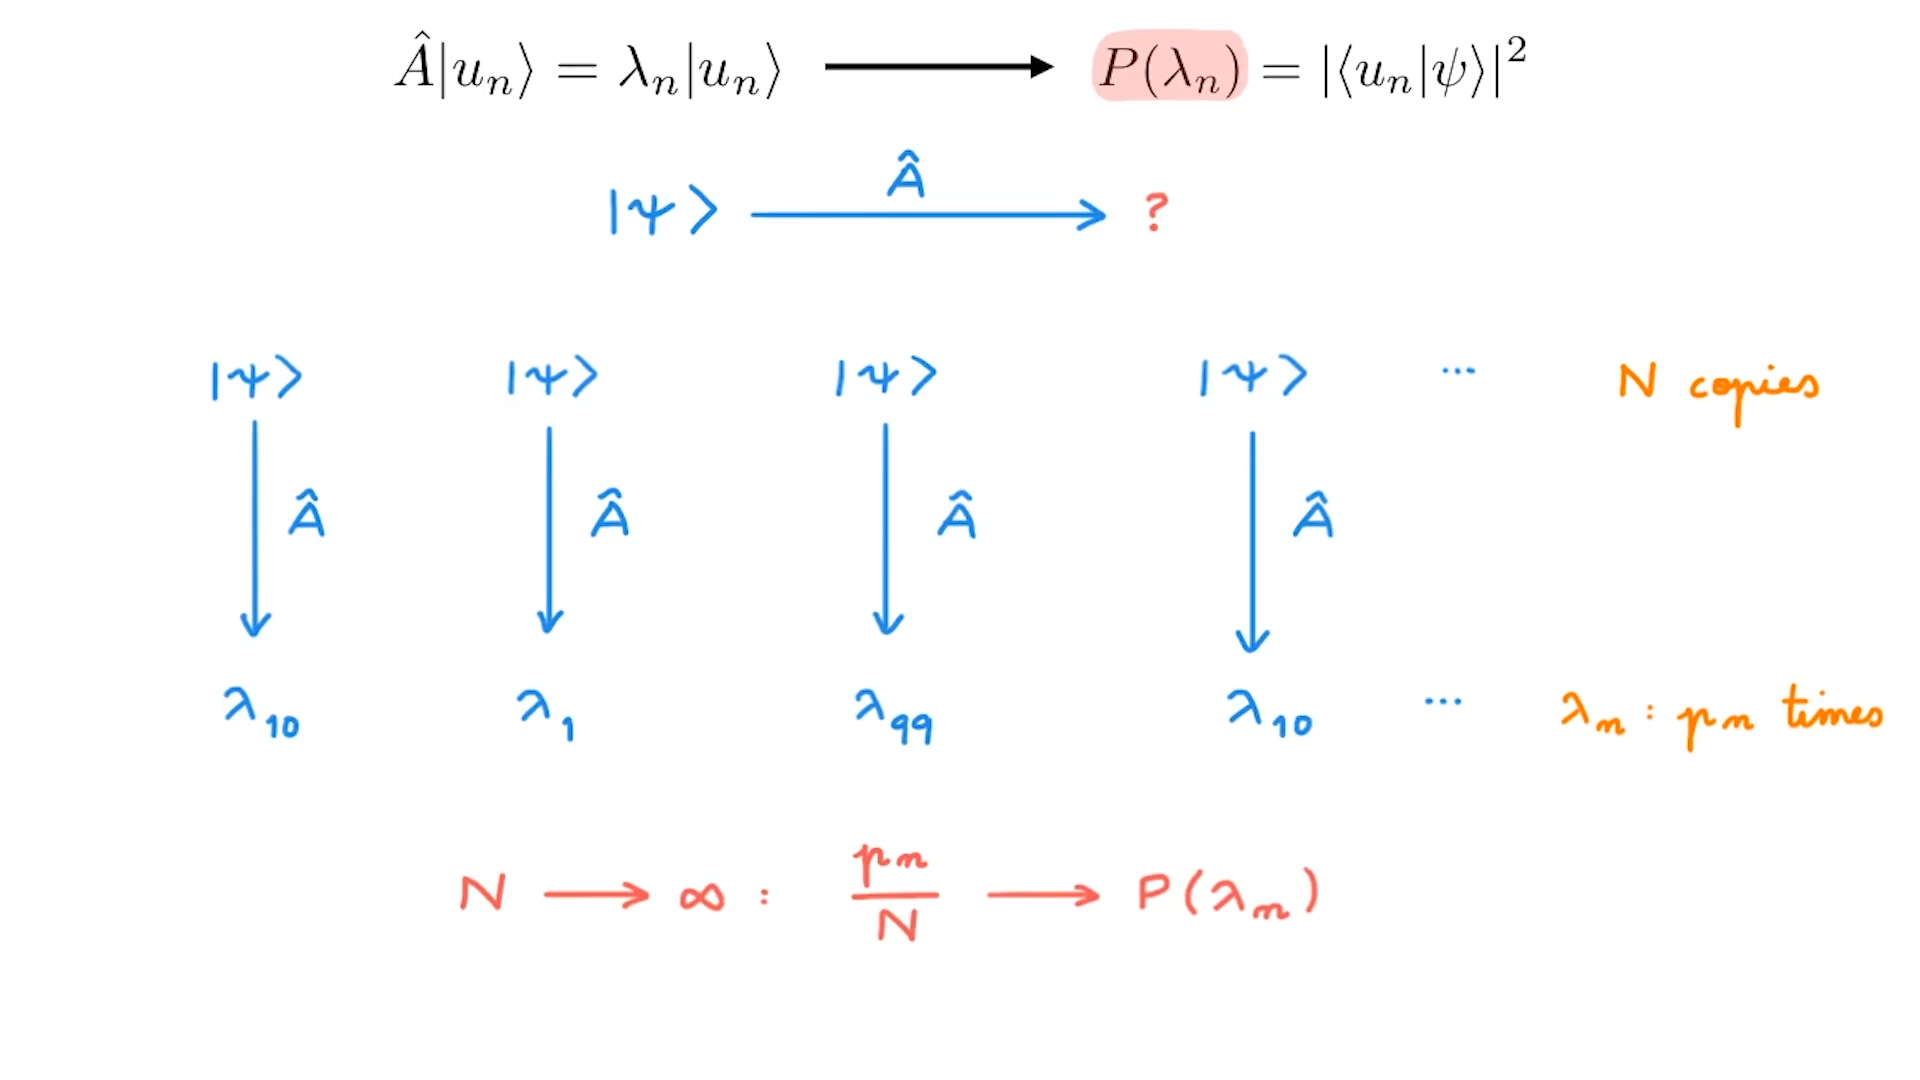 Â|uₙ⟩ = λₙ|uₙ⟩ ⟶ P(λₙ) = |⟨uₙ|ψ⟩|²
Â
|ψ> ⟶ ?
|ψ> |ψ> |ψ> |ψ> ... N copies
Â Â Â Â
λ₁₀ λ₁ λ₉₉ λ₁₀ ... λₙ : pₙ times
N ⟶ ∞ : pₙ/N ⟶ P(λₙ)